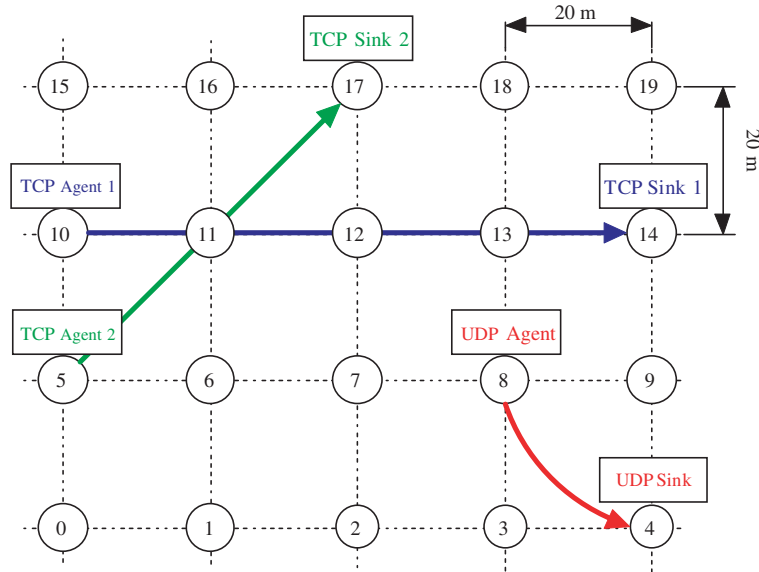 20 m
TCP Sink 2
15
16
17
18
19
20 m
TCP Agent 1
TCP Sink 1
10
11
12
13
14
TCP Agent 2
UDP Agent
5
6
7
8
9
UDP Sink
0
1
2
3
4